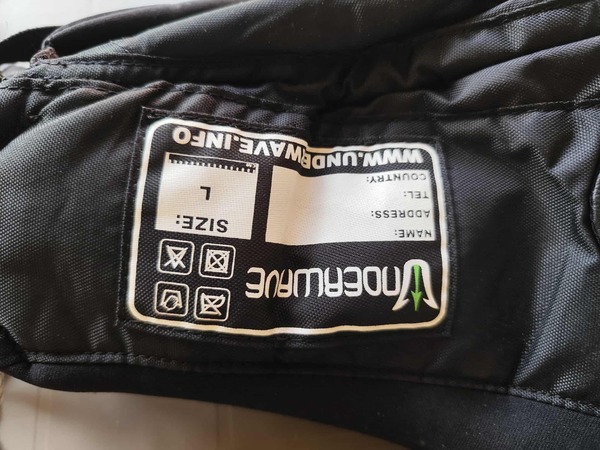 UNDERWAVE
NAME:
ADDRESS:
TEL:
COUNTRY:
SIZE:
L
WWW.UNDERWAVE.INFO